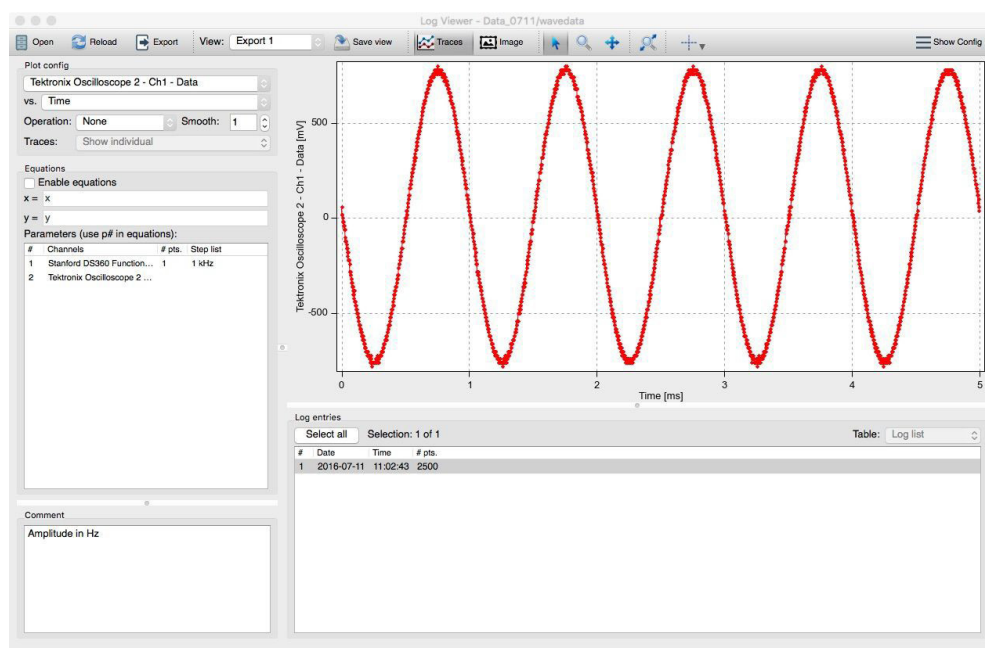 Log Viewer - Data_0711/wavedata
Open Reload Export View: Export 1 Save view Traces Image Show Config
Plot config
Tektronix Oscilloscope 2 - Ch1 - Data
vs. Time
Operation: None Smooth: 1
Traces: Show individual
Equations
Enable equations
x = x
y = y
Parameters (use p# in equations):
# Channels # pts. Step list
1 Stanford DS360 Function... 1 1 kHz
2 Tektronix Oscilloscope 2 ...
Comment
Amplitude in Hz
Tektronix Oscilloscope 2 - Ch1 - Data [mV]
500
0
-500
0 1 2 3 4 5
Time [ms]
Log entries
Select all Selection: 1 of 1 Table: Log list
# Date Time # pts.
1 2016-07-11 11:02:43 2500